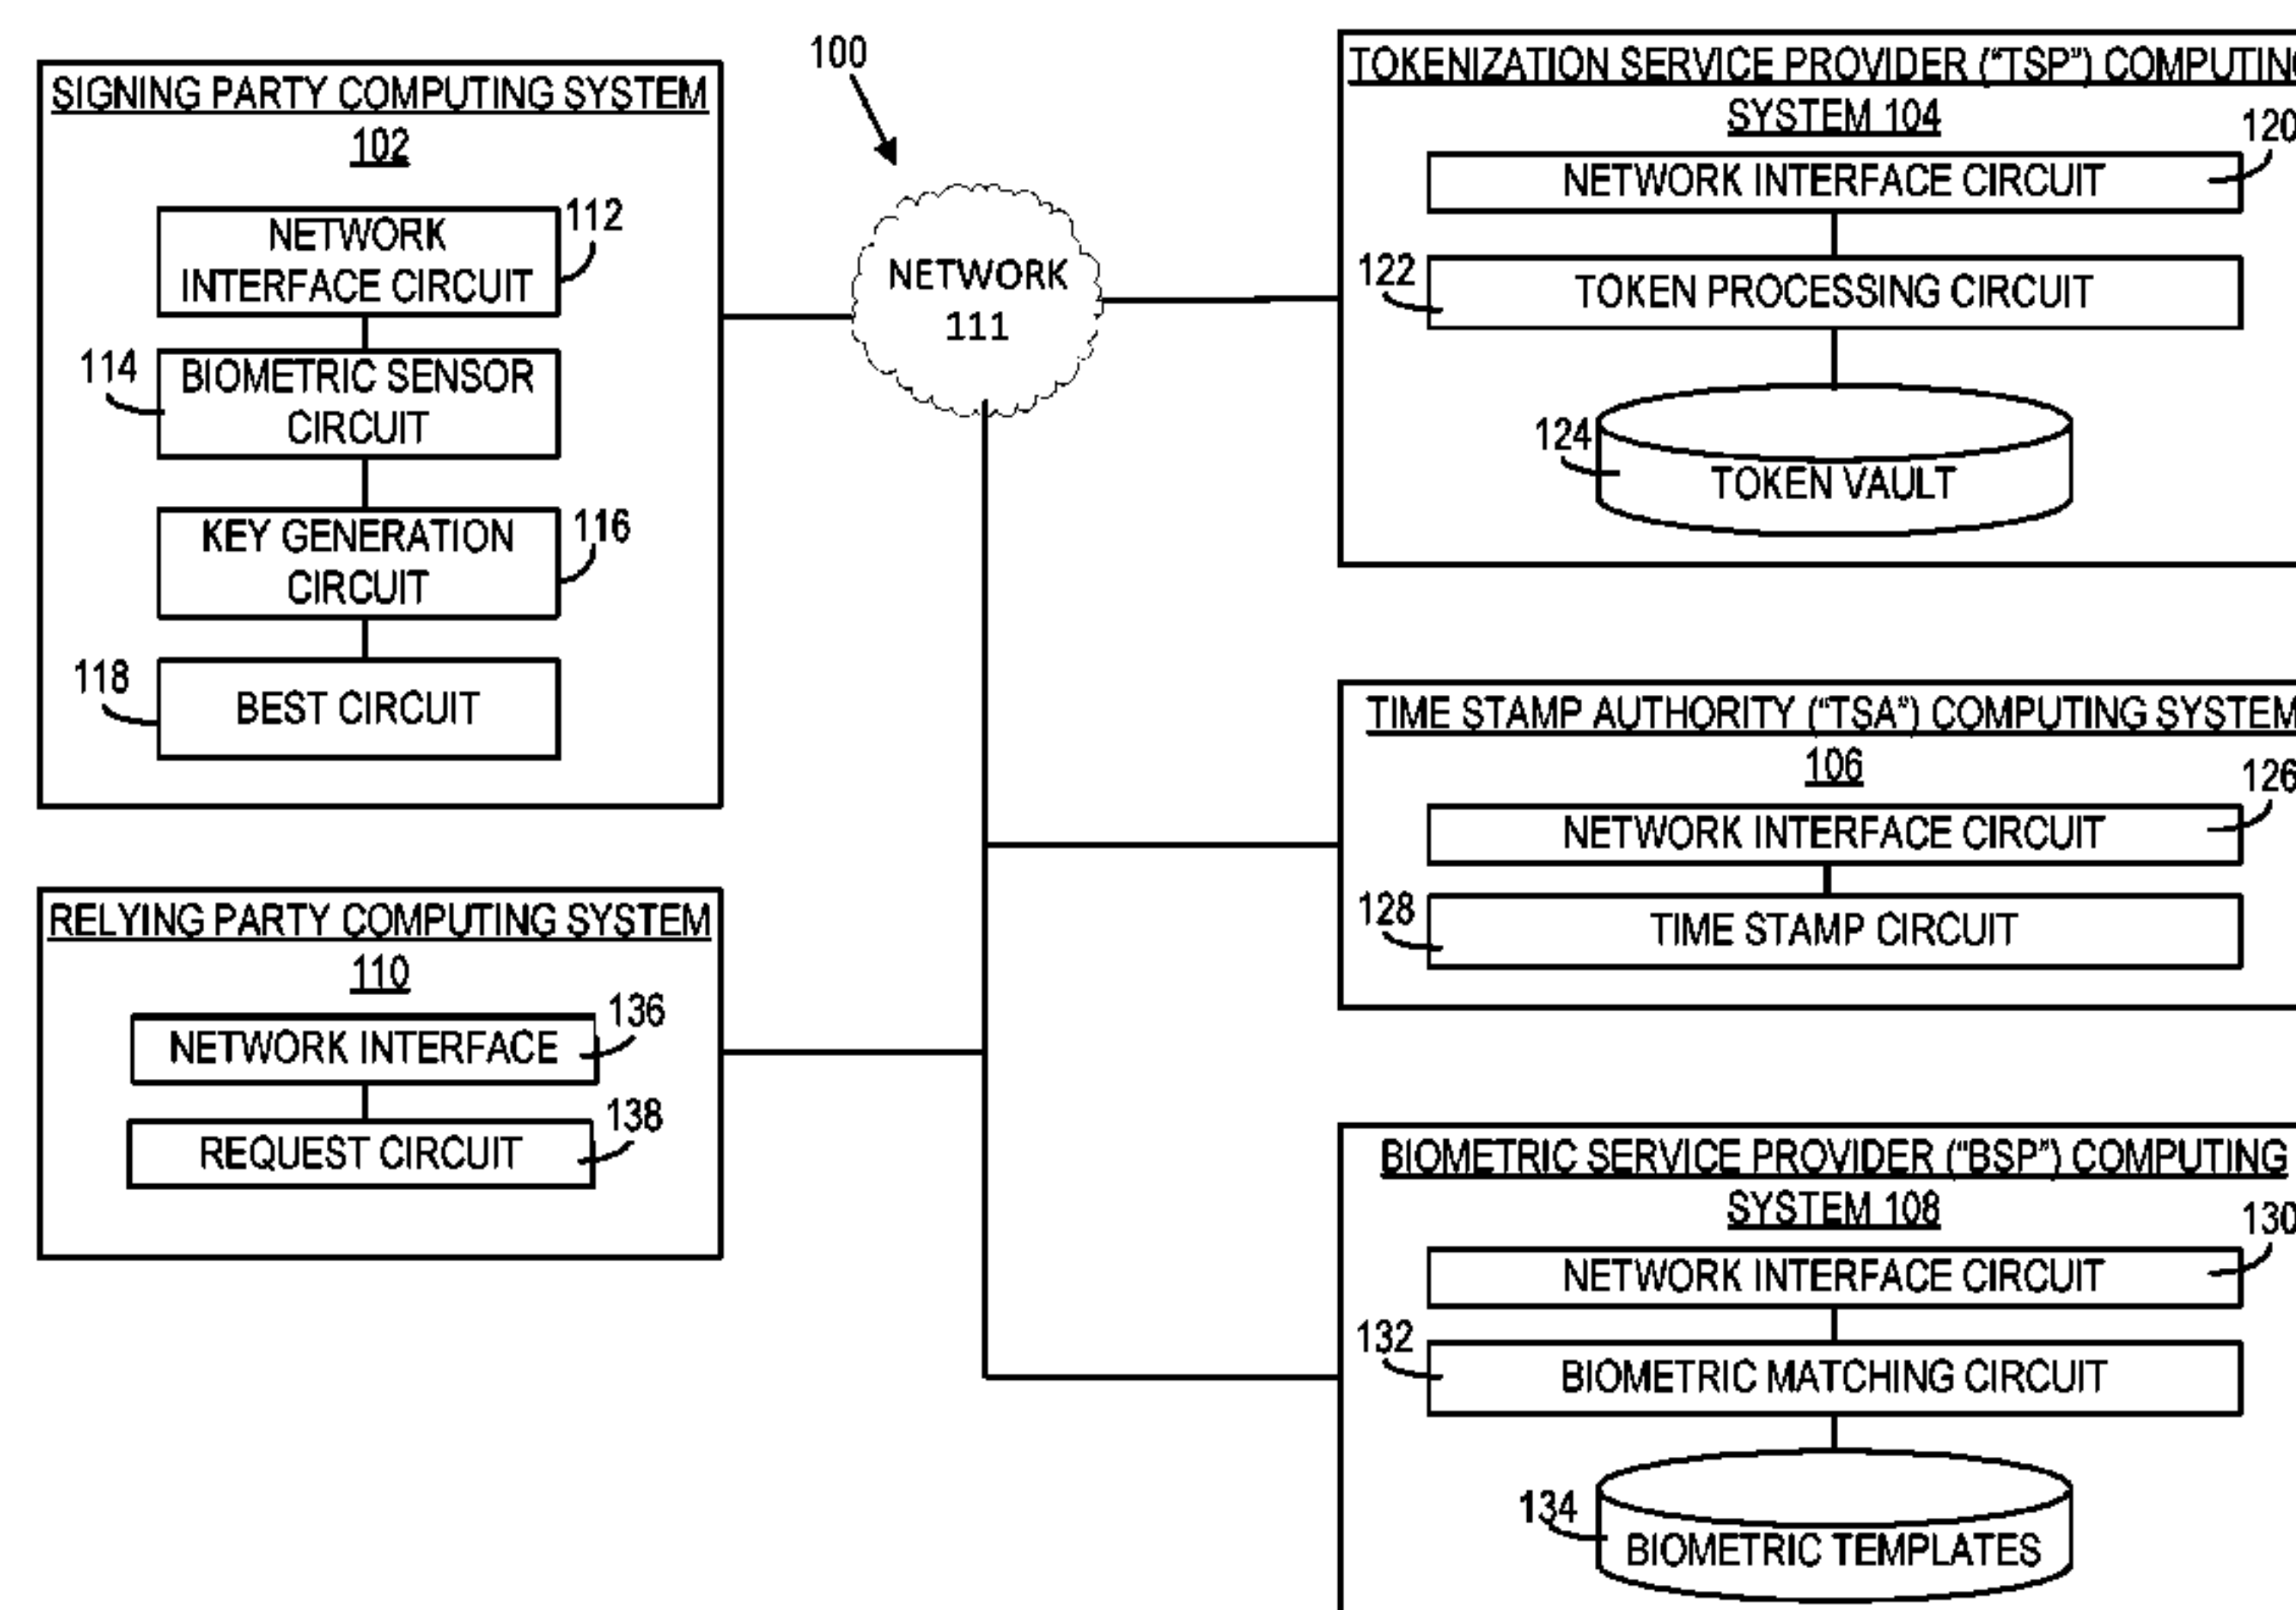 100
SIGNING PARTY COMPUTING SYSTEM
102
NETWORK
INTERFACE CIRCUIT
112
114
BIOMETRIC SENSOR
CIRCUIT
KEY GENERATION
CIRCUIT
116
118
BEST CIRCUIT
NETWORK
111
TOKENIZATION SERVICE PROVIDER ("TSP") COMPUTING
SYSTEM 104
120
NETWORK INTERFACE CIRCUIT
122
TOKEN PROCESSING CIRCUIT
124
TOKEN VAULT
TIME STAMP AUTHORITY ("TSA") COMPUTING SYSTEM
106
126
NETWORK INTERFACE CIRCUIT
128
TIME STAMP CIRCUIT
RELYING PARTY COMPUTING SYSTEM
110
136
NETWORK INTERFACE
138
REQUEST CIRCUIT
BIOMETRIC SERVICE PROVIDER ("BSP") COMPUTING
SYSTEM 108
130
NETWORK INTERFACE CIRCUIT
132
BIOMETRIC MATCHING CIRCUIT
134
BIOMETRIC TEMPLATES